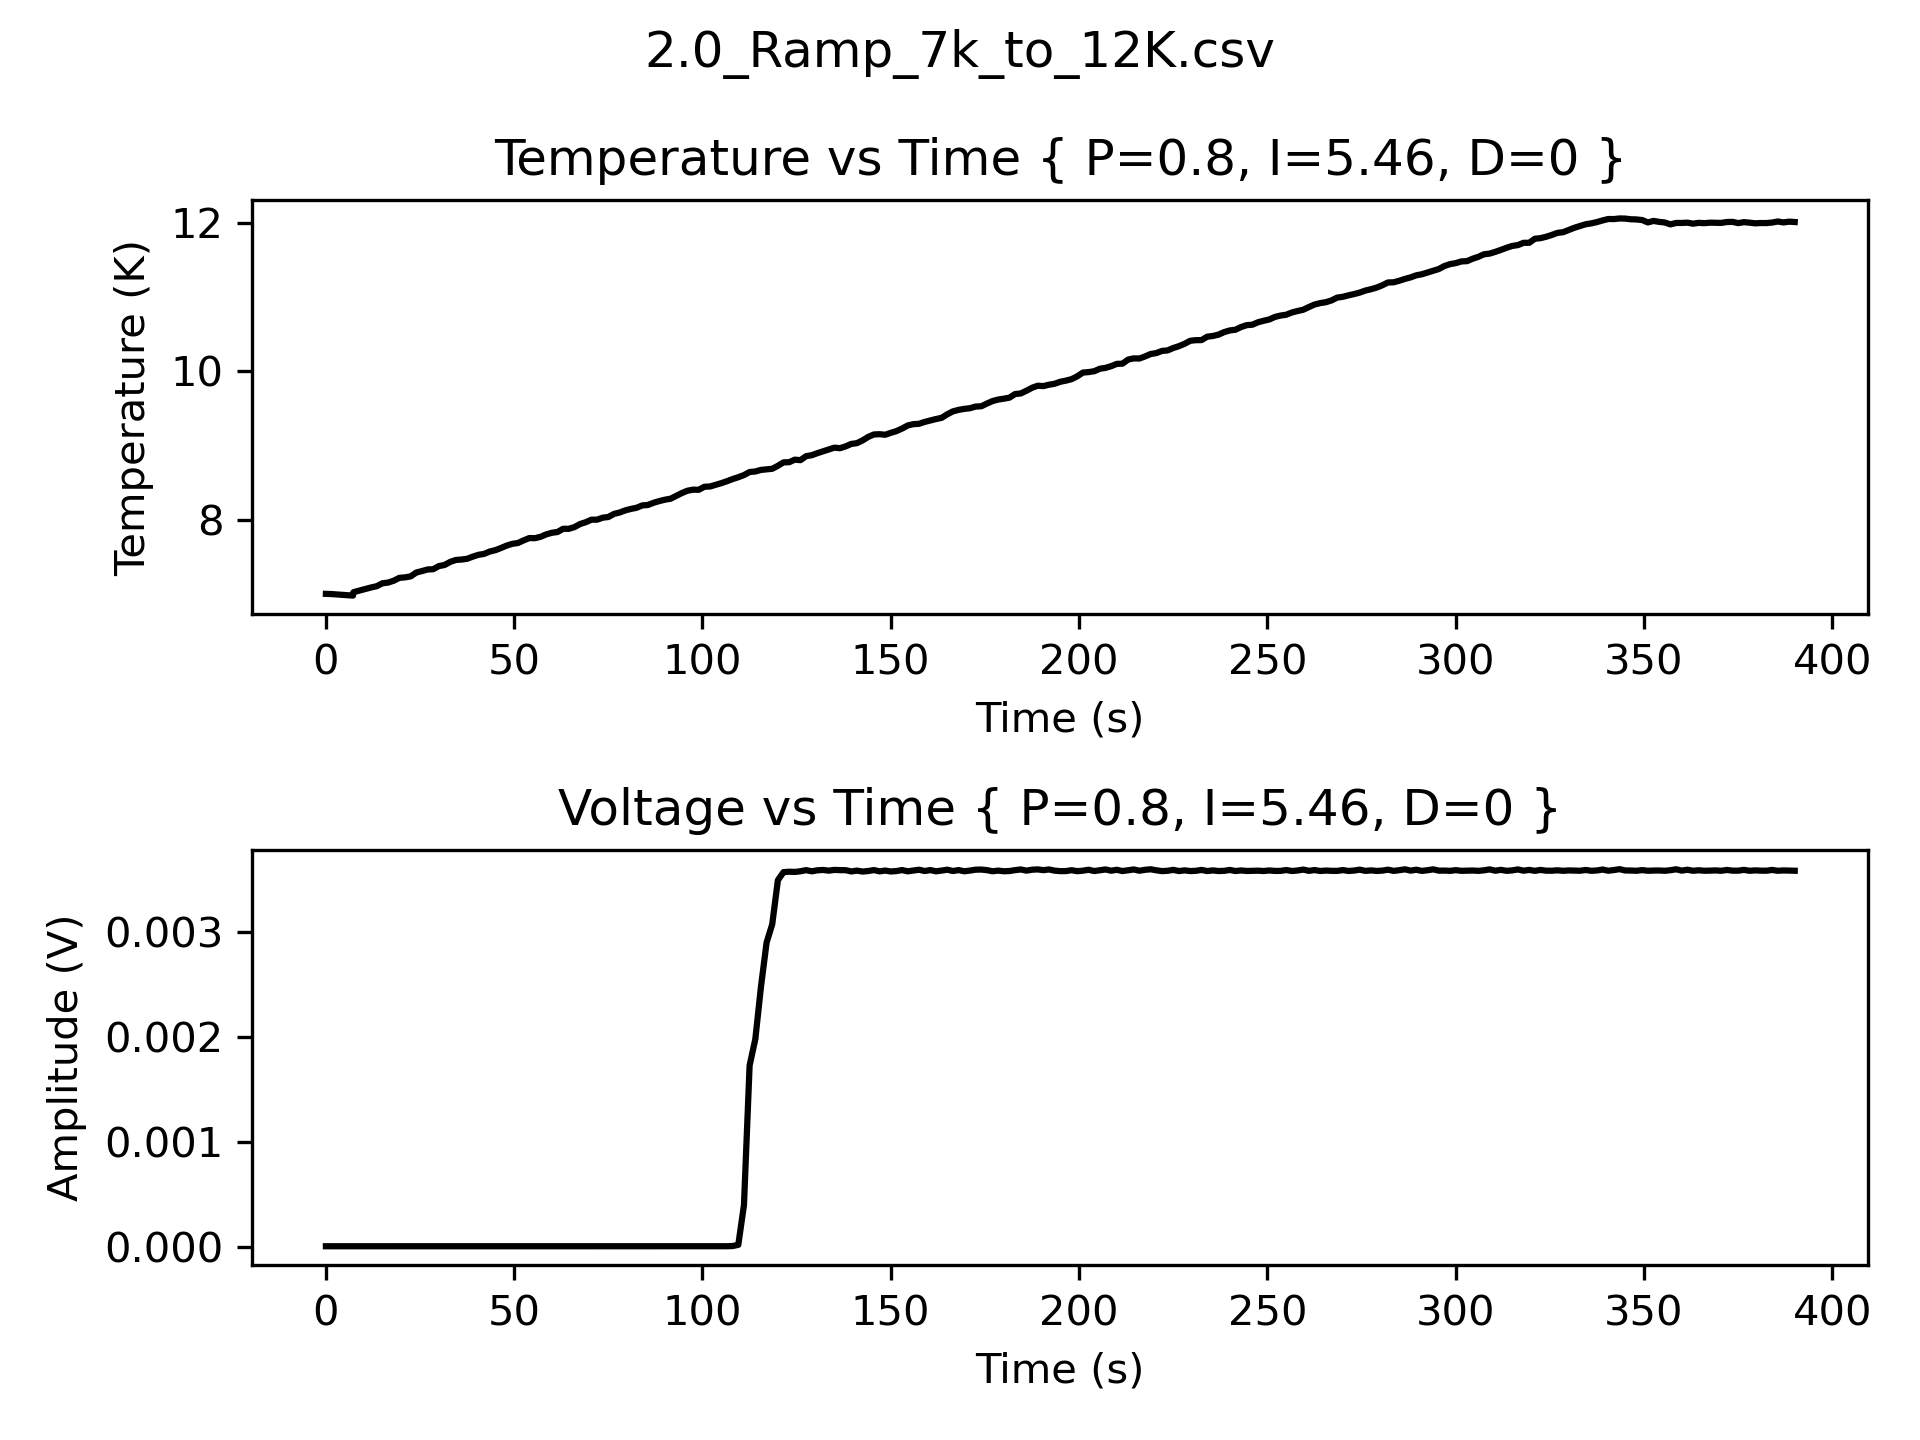 2.0_Ramp_7k_to_12K.csv
Temperature vs Time { P=0.8, I=5.46, D=0 }
Temperature (K)
12
10
8
0 50 100 150 200 250 300 350 400
Time (s)
Voltage vs Time { P=0.8, I=5.46, D=0 }
Amplitude (V)
0.003
0.002
0.001
0.000
0 50 100 150 200 250 300 350 400
Time (s)